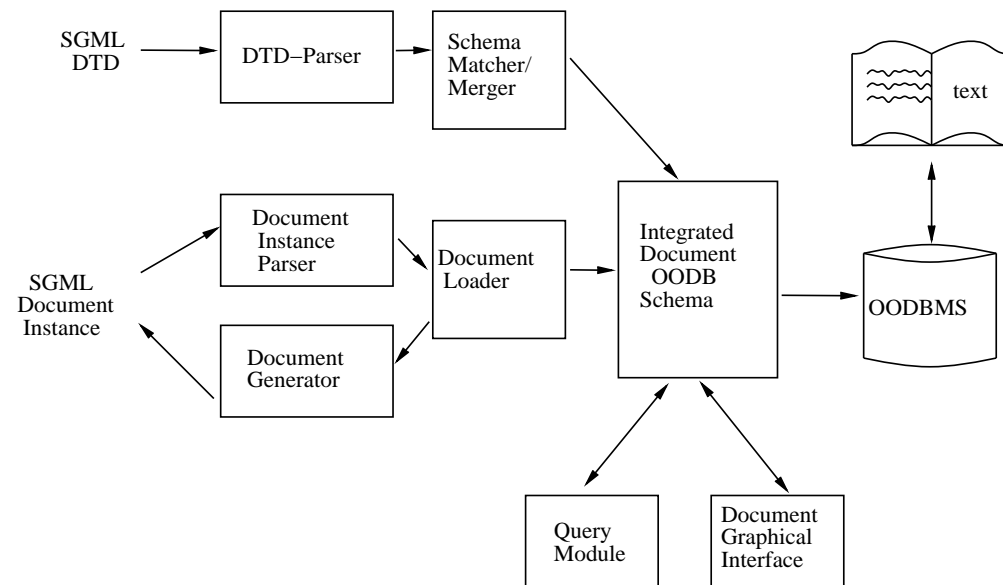 SGML
DTD
DTD–Parser
Schema
Matcher/
Merger
text
Document
Instance
Parser
Document
Loader
Integrated
Document
OODB
Schema
SGML
Document
Instance
OODBMS
Document
Generator
Query
Module
Document
Graphical
Interface